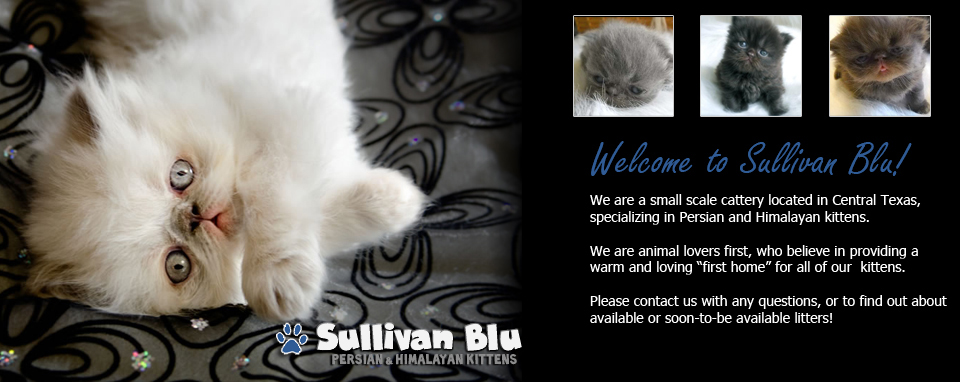 Sullivan Blu
PERSIAN & HIMALAYAN KITTENS
Welcome to Sullivan Blu!
We are a small scale cattery located in Central Texas,
specializing in Persian and Himalayan kittens.
We are animal lovers first, who believe in providing a
warm and loving “first home” for all of our  kittens.
Please contact us with any questions, or to find out about
available or soon-to-be available litters!